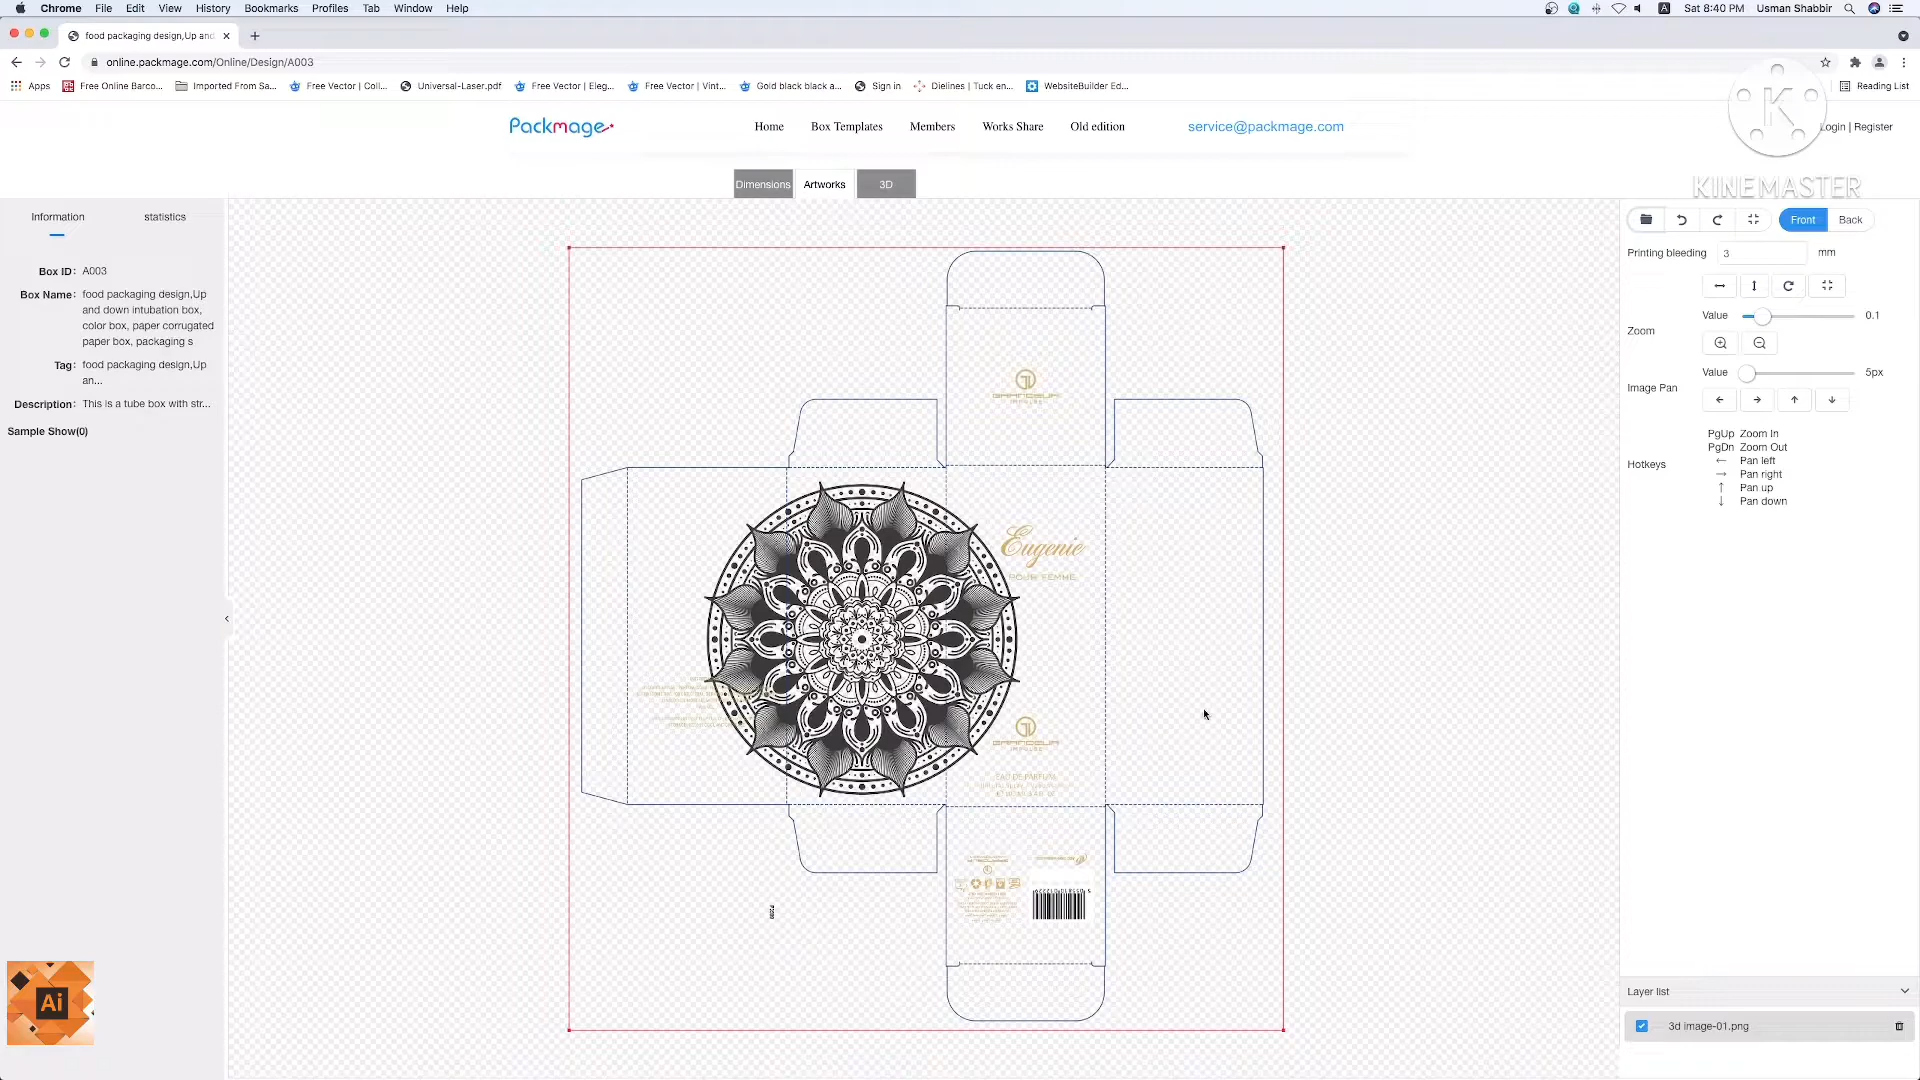 Chrome File Edit View History Bookmarks Profiles Tab Window Help
A Sat 8:40 PM Usman Shabbir
food packaging design,Up and
online.packmage.com/Online/Design/A003
Apps Free Online Barco... Imported From Sa... Free Vector | Coll... Universal-Laser.pdf Free Vector | Eleg... Free Vector | Vint... Gold black black a... Sign in Dielines | Tuck en... WebsiteBuilder Ed... Reading List
Packmage
Home Box Templates Members Works Share Old edition service@packmage.com
Login | Register
K
KINEMASTER
Dimensions Artworks 3D
Information statistics
Box ID: A003
Box Name: food packaging design,Up
and down intubation box,
color box, paper corrugated
paper box, packaging s
Tag: food packaging design,Up
an...
Description: This is a tube box with str...
Sample Show(0)
Front Back
Printing bleeding 3 mm
Value 0.1
Zoom
Value 5px
Image Pan
Hotkeys
PgUp Zoom In
PgDn Zoom Out
← Pan left
→ Pan right
↑ Pan up
↓ Pan down
GRANDEUR
IMPULSE
Eugenie
POUR FEMME
GRANDEUR
IMPULSE
EAU DE PARFUM
Ai
Layer list
3d image-01.png